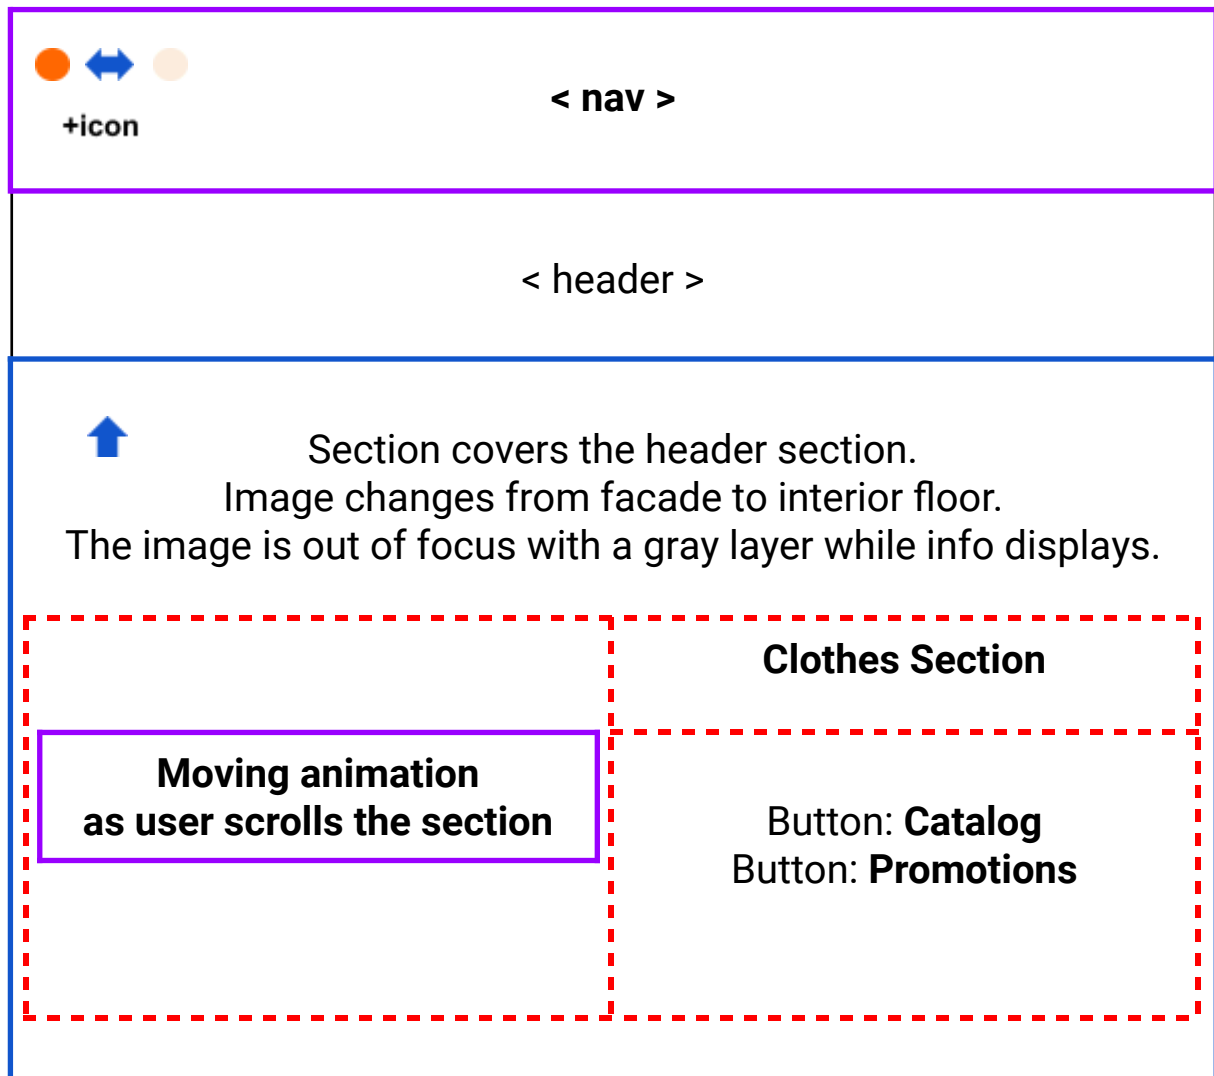 < nav >
+icon
< header >
Section covers the header section.
Image changes from facade to interior floor.
The image is out of focus with a gray layer while info displays.
Clothes Section
Moving animation
as user scrolls the section
Button: Catalog
Button: Promotions